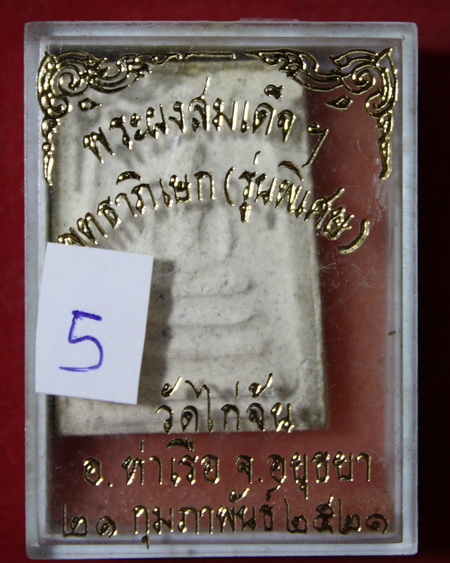 พระผงสมเด็จ ฯ
พุทธาภิเษก (รุ่นพิเศษ)
5
วัดไก่จ้น
อ. ท่าเรือ จ. อยุธยา
๒๑ กุมภาพันธ์ ๒๕๒๑